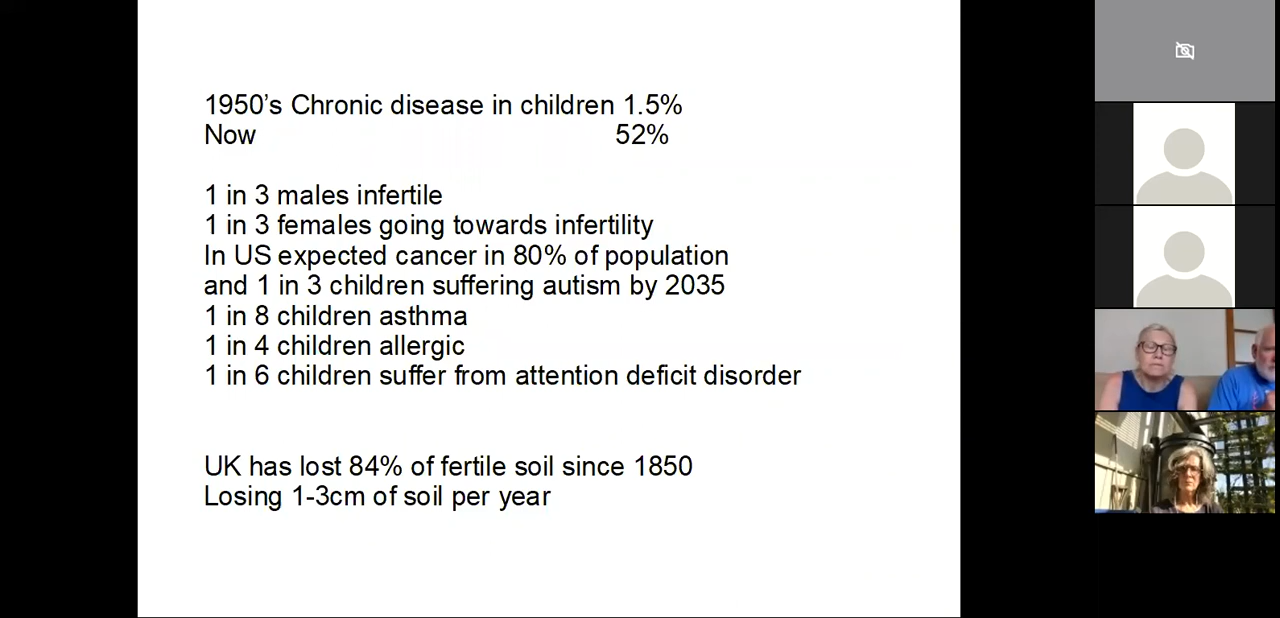 1950's Chronic disease in children 1.5%
Now 52%
1 in 3 males infertile
1 in 3 females going towards infertility
In US expected cancer in 80% of population
and 1 in 3 children suffering autism by 2035
1 in 8 children asthma
1 in 4 children allergic
1 in 6 children suffer from attention deficit disorder
UK has lost 84% of fertile soil since 1850
Losing 1-3cm of soil per year